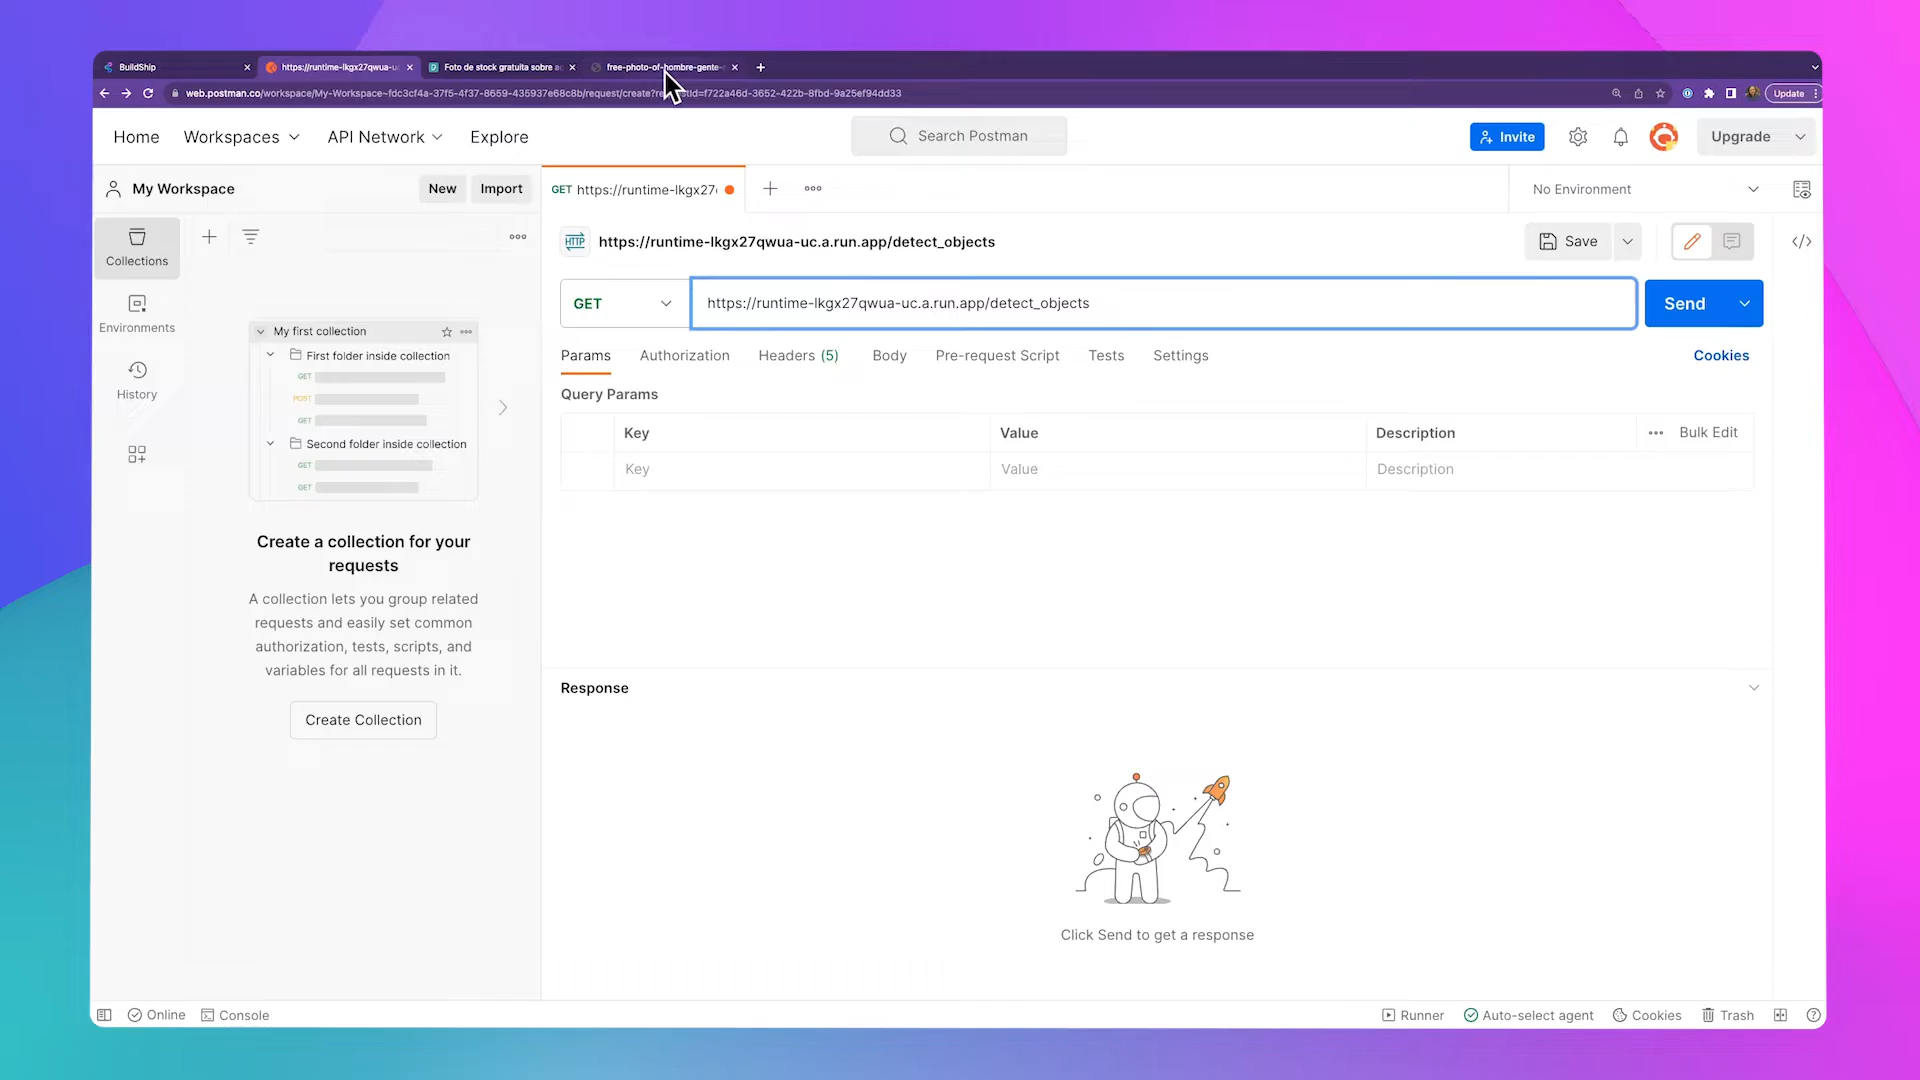 BuildShip
https://runtime-lkgx27qwua-uc
Foto de stock gratuita sobre ac
free-photo-of-hombre-gente-
web.postman.co/workspace/My-Workspace~fdc3cf4a-37f5-4f37-8659-435937e68c8b/request/create?re
stId=f722a46d-3652-422b-8fbd-9a25ef94dd33
Update
Home
Workspaces
API Network
Explore
Search Postman
Invite
Upgrade
My Workspace
New
Import
GET https://runtime-lkgx27
No Environment
Collections
HTTP
https://runtime-lkgx27qwua-uc.a.run.app/detect_objects
Save
</>
Environments
History
GET
https://runtime-lkgx27qwua-uc.a.run.app/detect_objects
Send
Params
Authorization
Headers (5)
Body
Pre-request Script
Tests
Settings
Cookies
Query Params
Key
Value
Description
Bulk Edit
Key
Value
Description
My first collection
First folder inside collection
GET
POST
GET
Second folder inside collection
GET
GET
Create a collection for your
requests
A collection lets you group related
requests and easily set common
authorization, tests, scripts, and
variables for all requests in it.
Create Collection
Response
Click Send to get a response
Online
Console
Runner
Auto-select agent
Cookies
Trash